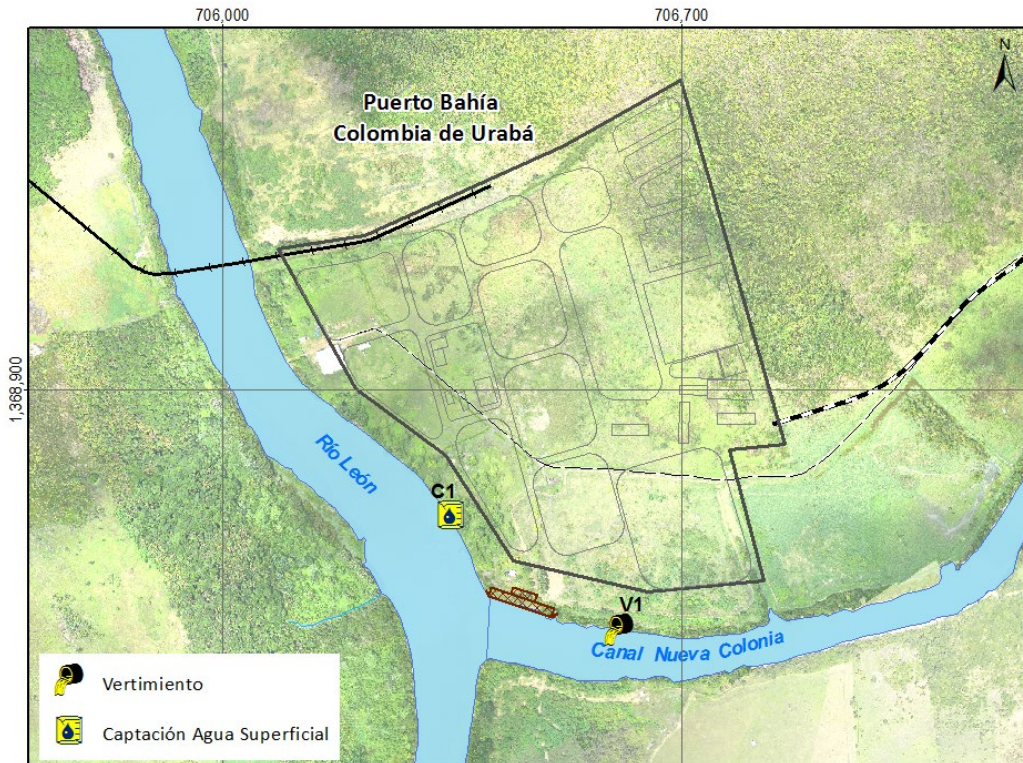 706,000
706,700
N
Puerto Bahía
Colombia de Urabá
1,368,900
Río León
C1
V1
Canal Nueva Colonia
Vertimiento
Captación Agua Superficial